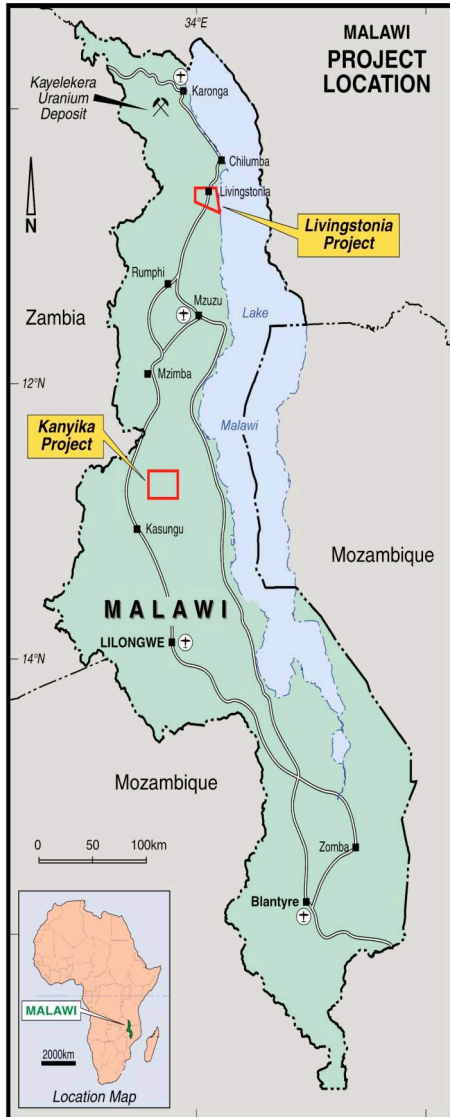 34°E
MALAWI
PROJECT
LOCATION
Kayelekera
Uranium
Deposit
Karonga
Chilumba
Livingstonia
N
Livingstonia
Project
Rumphi
Mzuzu
Zambia
Lake
Mzimba
12°N
Malawi
Kanyika
Project
Kasungu
Mozambique
MALAWI
LILONGWE
14°N
Mozambique
0 50 100km
Zomba
Blantyre
MALAWI
2000km
Location Map